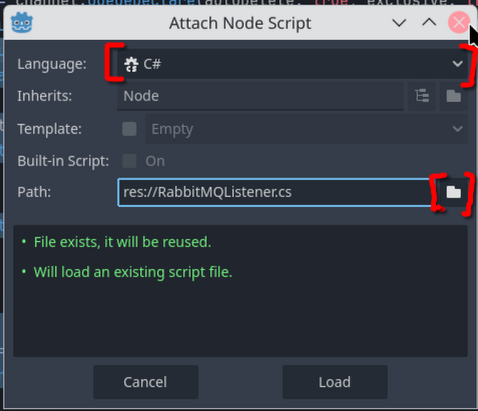 Attach Node Script
Language: C#
Inherits: Node
Template: Empty
Built-in Script: On
Path: res://RabbitMQListener.cs
• File exists, it will be reused.
• Will load an existing script file.
Cancel Load